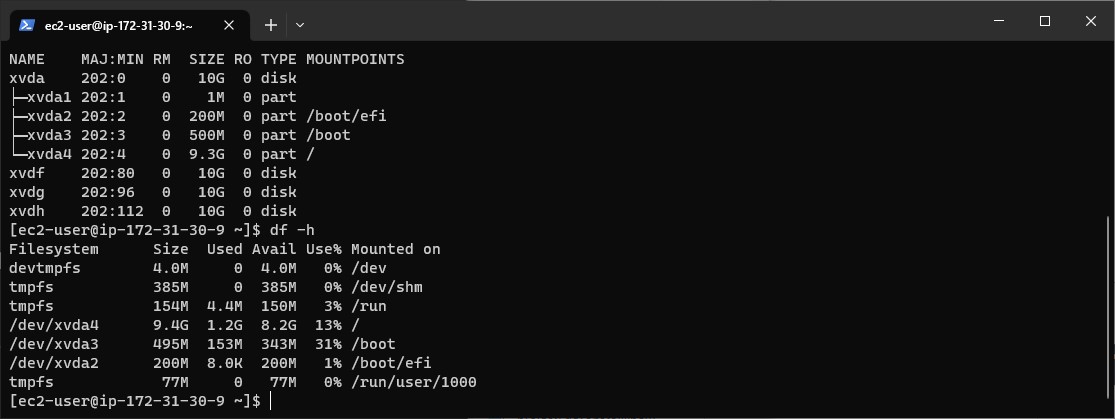 ec2-user@ip-172-31-30-9:~
NAME    MAJ:MIN RM  SIZE RO TYPE MOUNTPOINTS
xvda    202:0    0   10G  0 disk
├─xvda1 202:1    0    1M  0 part
├─xvda2 202:2    0  200M  0 part /boot/efi
├─xvda3 202:3    0  500M  0 part /boot
└─xvda4 202:4    0  9.3G  0 part /
xvdf    202:80   0   10G  0 disk
xvdg    202:96   0   10G  0 disk
xvdh    202:112  0   10G  0 disk
[ec2-user@ip-172-31-30-9 ~]$ df -h
Filesystem      Size  Used Avail Use% Mounted on
devtmpfs        4.0M     0  4.0M   0% /dev
tmpfs           385M     0  385M   0% /dev/shm
tmpfs           154M  4.4M  150M   3% /run
/dev/xvda4      9.4G  1.2G  8.2G  13% /
/dev/xvda3      495M  153M  343M  31% /boot
/dev/xvda2      200M  8.0K  200M   1% /boot/efi
tmpfs            77M     0   77M   0% /run/user/1000
[ec2-user@ip-172-31-30-9 ~]$